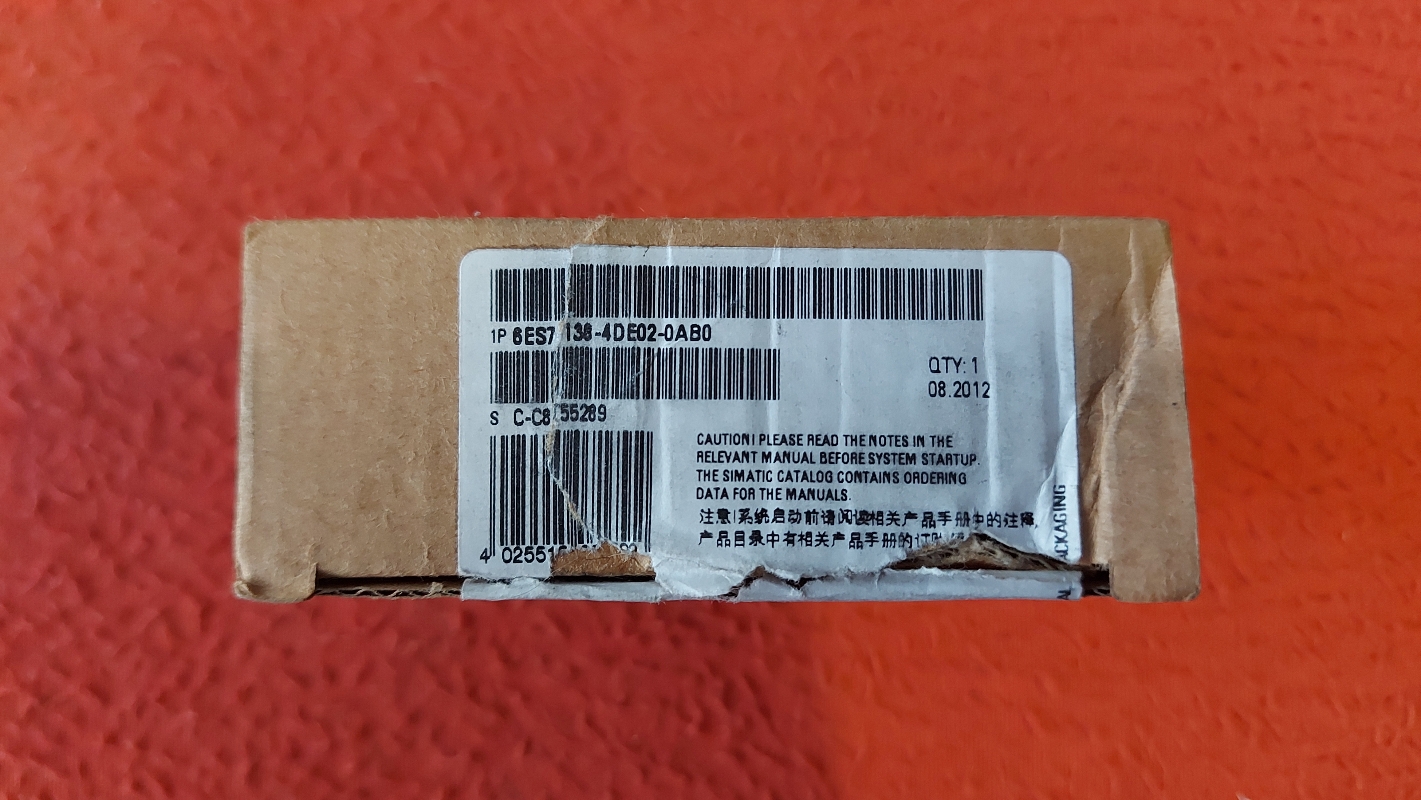 1P 6ES7 138-4DE02-0AB0
QTY: 1
08.2012
S C-C8 55289
CAUTION! PLEASE READ THE NOTES IN THE
RELEVANT MANUAL BEFORE SYSTEM STARTUP.
THE SIMATIC CATALOG CONTAINS ORDERING
DATA FOR THE MANUALS.
注意!系统启动前请阅读相关产品手册中的注释,
产品目录中有相关产品手册的订
4